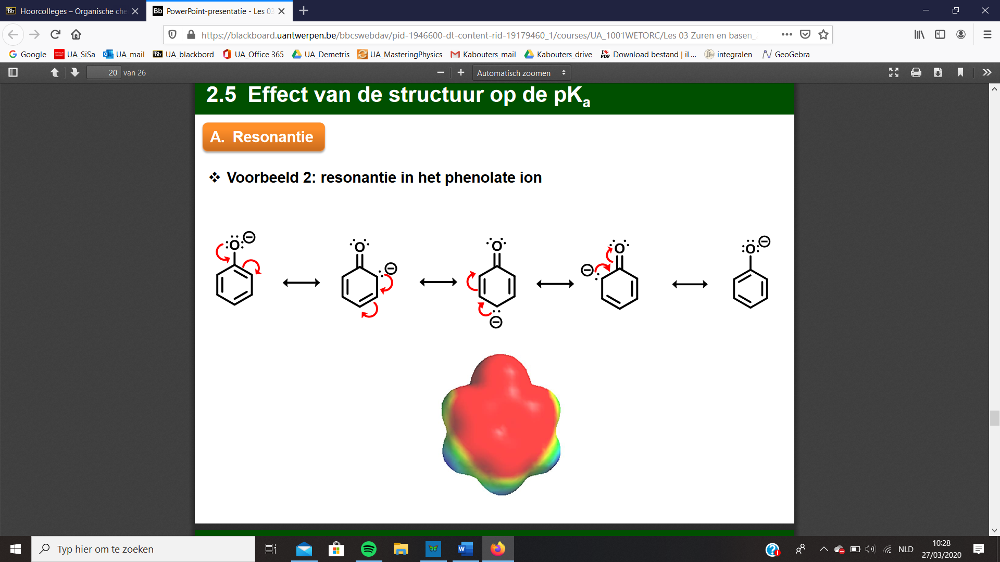 Hoorcolleges – Organische che
PowerPoint-presentatie - Les 03
https://blackboard.uantwerpen.be/bbcswebdav/pid-1946600-dt-content-rid-19179460_1/courses/UA_1001WETORC/Les 03 Zuren en basen_
Google UA_SiSa UA_mail UA_blackbord UA_Office 365 UA_Demetris UA_MasteringPhysics Kabouters_mail Kabouters_drive Download bestand | iL... integralen GeoGebra
20 van 26 Automatisch zoomen
2.5 Effect van de structuur op de pKa
A. Resonantie
Voorbeeld 2: resonantie in het phenolate ion
O O O O O
Typ hier om te zoeken
NLD
10:28
27/03/2020